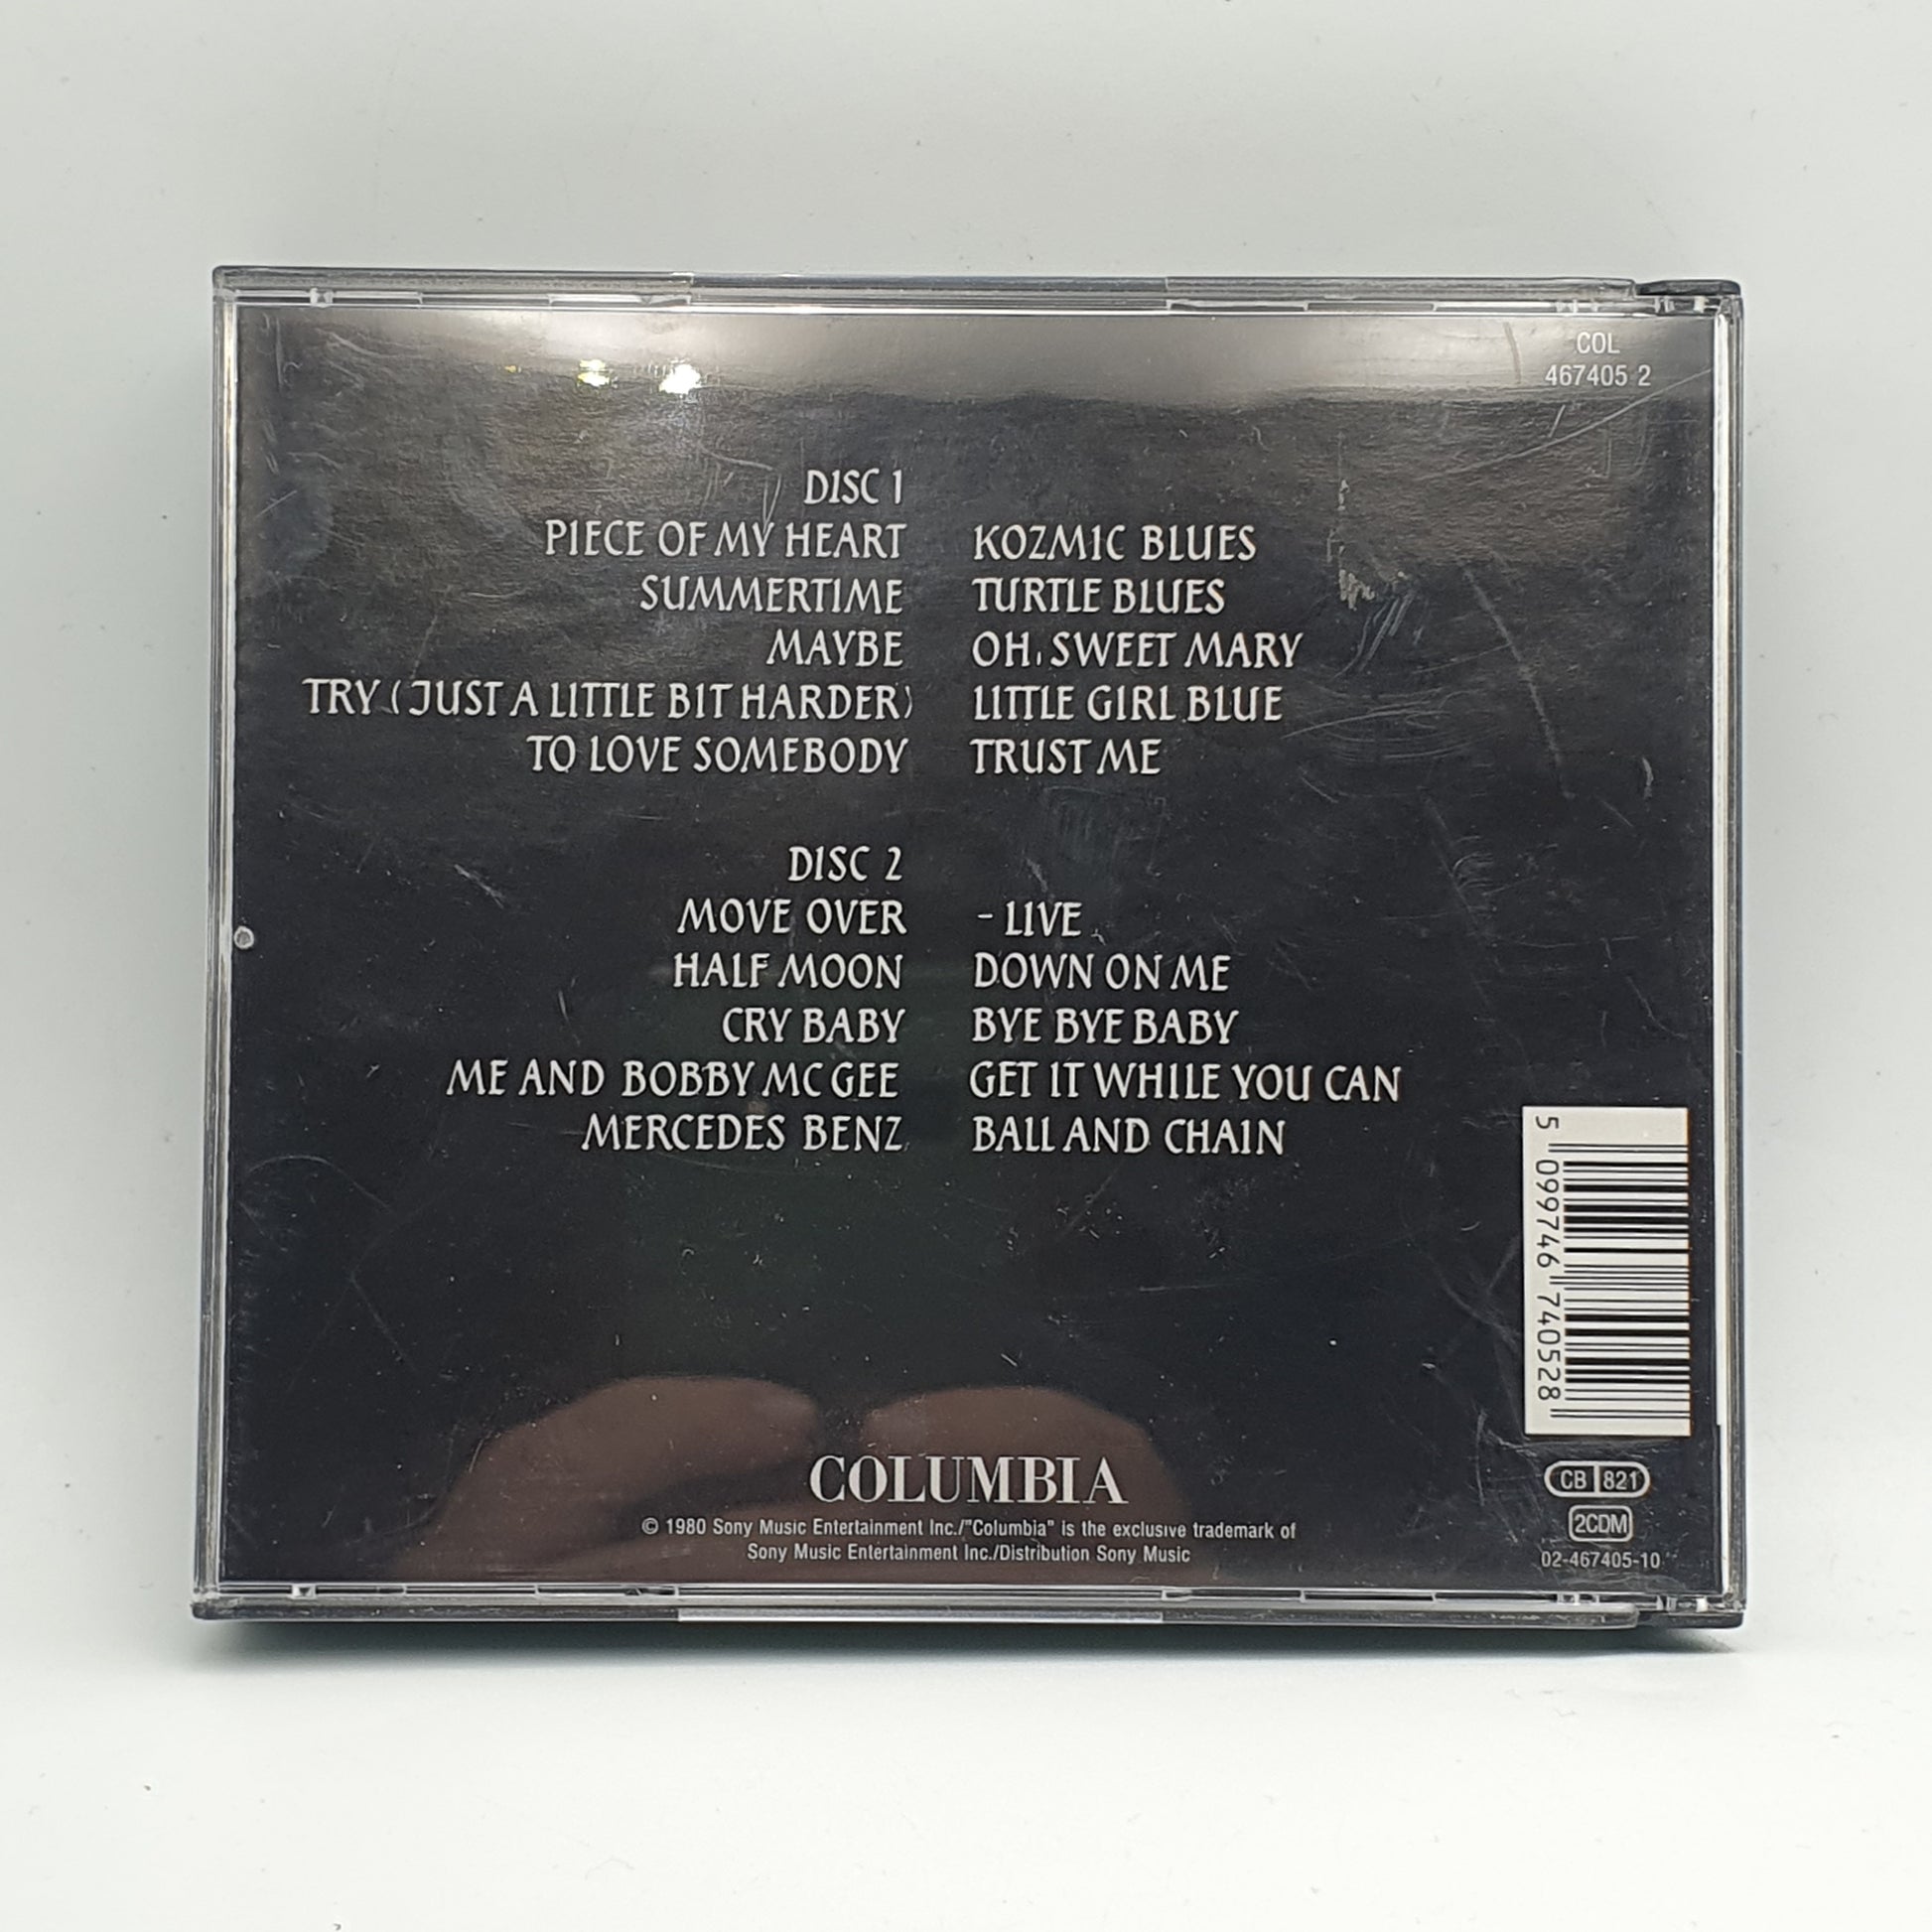 COL
467405 2
DISC 1
PIECE OF MY HEART
SUMMERTIME
MAYBE
TRY (JUST A LITTLE BIT HARDER)
TO LOVE SOMEBODY
KOZMIC BLUES
TURTLE BLUES
OH, SWEET MARY
LITTLE GIRL BLUE
TRUST ME
DISC 2
MOVE OVER
HALF MOON
CRY BABY
ME AND BOBBY MC GEE
MERCEDES BENZ
- LIVE
DOWN ON ME
BYE BYE BABY
GET IT WHILE YOU CAN
BALL AND CHAIN
5 099746 740528
COLUMBIA
© 1980 Sony Music Entertainment Inc./"Columbia" is the exclusive trademark of
Sony Music Entertainment Inc./Distribution Sony Music
CB 821
2CDM
02-467405-10